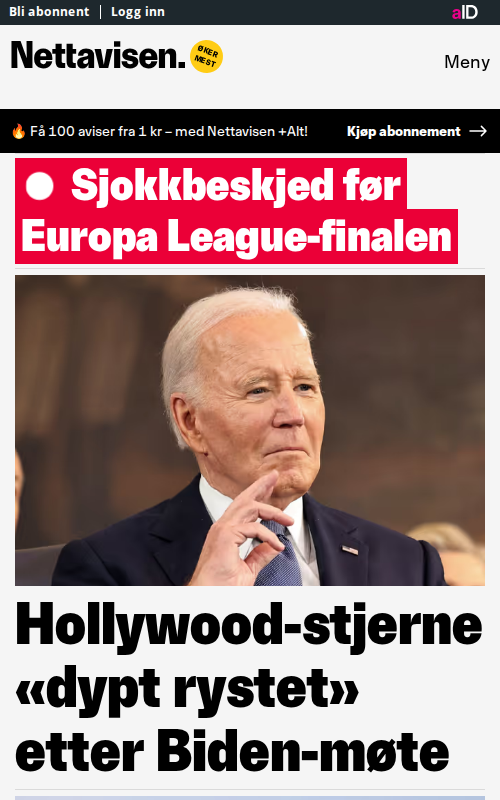 Bli abonnent | Logg inn
aID
Nettavisen.
ØKER
MEST
Meny
🔥 Få 100 aviser fra 1 kr – med Nettavisen +Alt!
Kjøp abonnement →
Sjokkbeskjed før
Europa League-finalen
Hollywood-stjerne
«dypt rystet»
etter Biden-møte